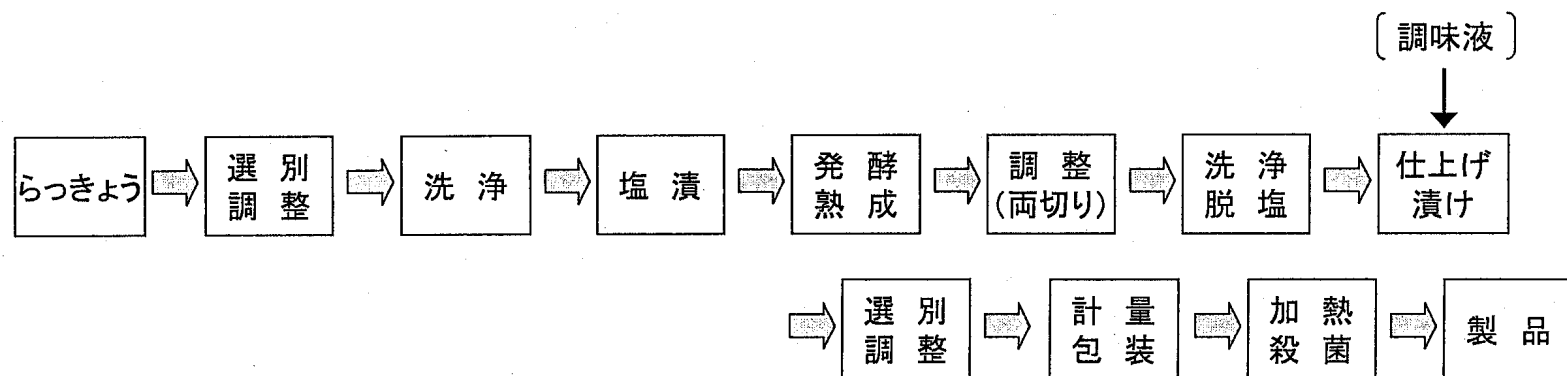 〔調味液〕
らっきょう
選別
調整
洗浄
塩漬
発酵
熟成
調整
(両切り)
洗浄
脱塩
仕上げ
漬け
選別
調整
計量
包装
加熱
殺菌
製品